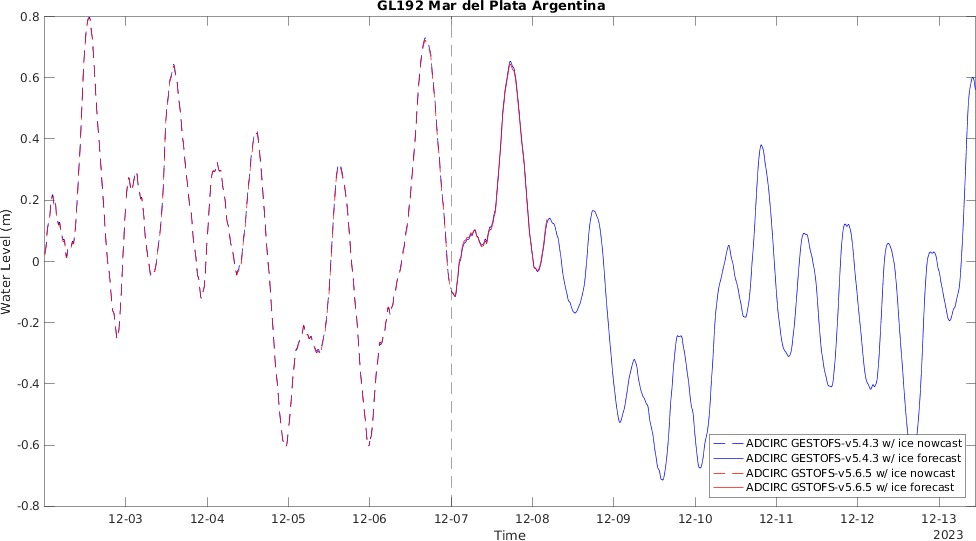 GL192 Mar del Plata Argentina
0.8
0.6
0.4
0.2
0
-0.2
-0.4
-0.6
-0.8
Water Level (m)
ADCIRC GESTOFS-v5.4.3 w/ ice nowcast
ADCIRC GESTOFS-v5.4.3 w/ ice forecast
ADCIRC GSTOFS-v5.6.5 w/ ice nowcast
ADCIRC GSTOFS-v5.6.5 w/ ice forecast
12-03 12-04 12-05 12-06 12-07 12-08 12-09 12-10 12-11 12-12 12-13
Time
2023